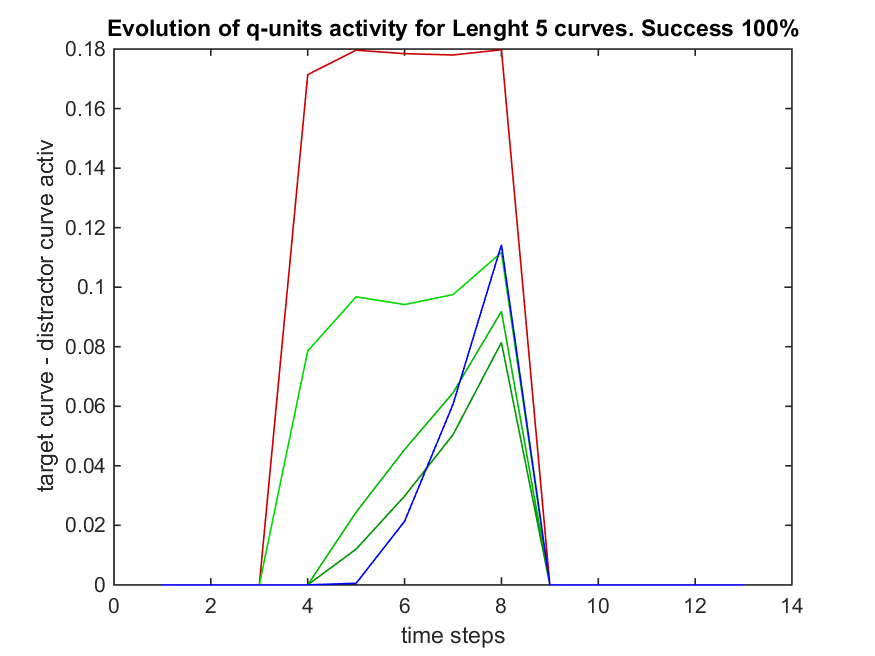 Evolution of q-units activity for Lenght 5 curves. Success 100%
target curve - distractor curve activ
0.18
0.16
0.14
0.12
0.1
0.08
0.06
0.04
0.02
0
0 2 4 6 8 10 12 14
time steps